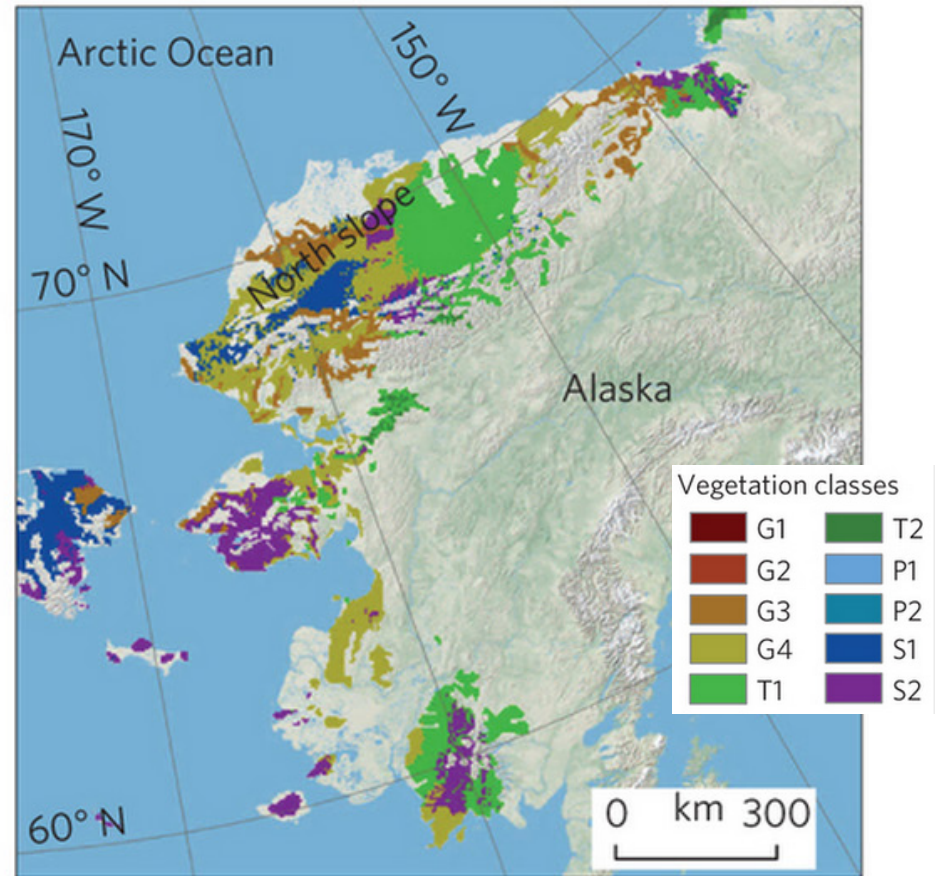 Arctic Ocean
150° W
170° W
70° N
North slope
Alaska
Vegetation classes
G1
T2
G2
P1
G3
P2
G4
S1
T1
S2
60° N
0 km 300